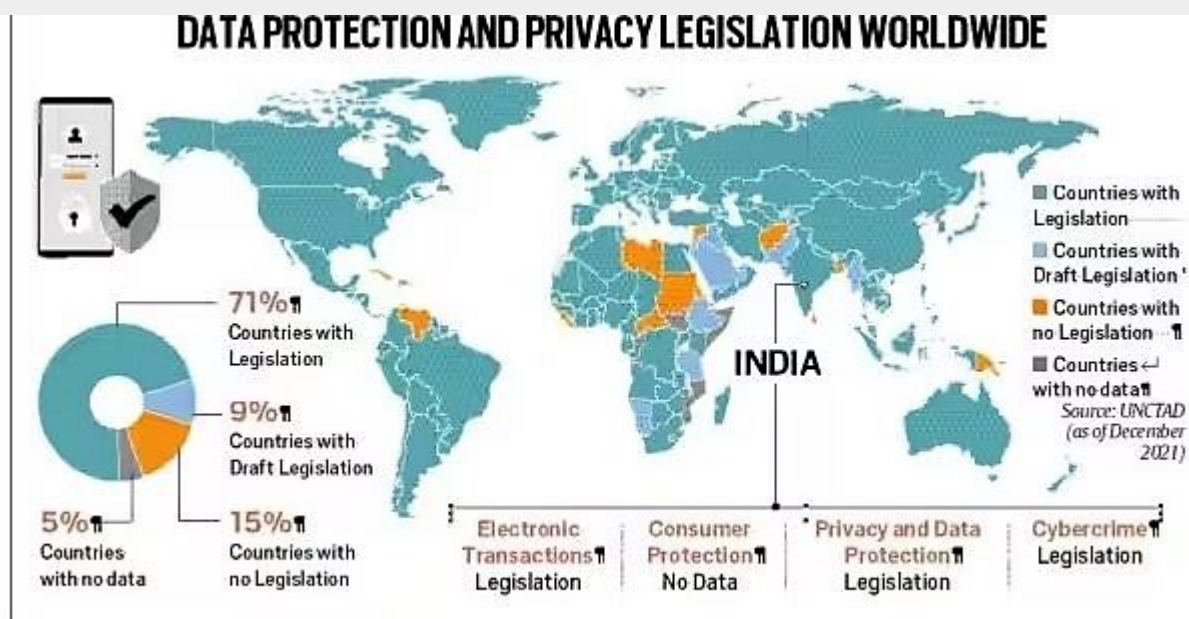 DATA PROTECTION AND PRIVACY LEGISLATION WORLDWIDE
Countries with
Legislation
Countries with
Draft Legislation '
Countries with
no Legislation ¶
Countries ↵
with no data¶
Source: UNCTAD
(as of December
2021)
71%¶
Countries with
Legislation
9%¶
Countries with
Draft Legislation
15%¶
Countries with
no Legislation
5%¶
Countries
with no data
INDIA
Electronic
Transactions¶
Legislation
Consumer
Protection¶
No Data
Privacy and Data
Protection¶
Legislation
Cybercrime¶
Legislation